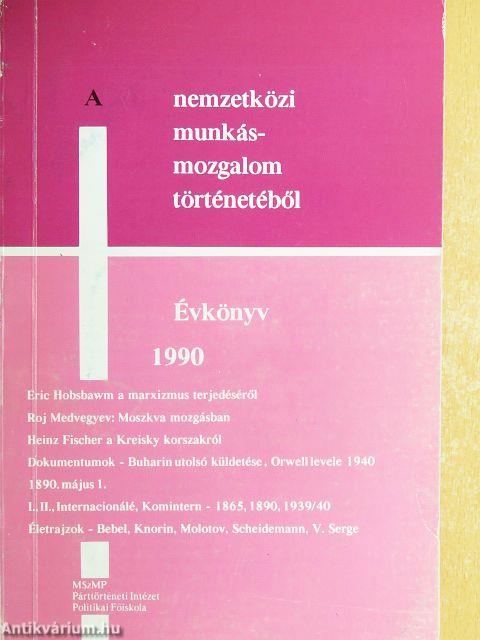 A
nemzetközi
munkás-
mozgalom
történetéből
Évkönyv
1990
Eric Hobsbawm a marxizmus terjedéséről
Roj Medvegyev: Moszkva mozgásban
Heinz Fischer a Kreisky korszakról
Dokumentumok - Buharin utolsó küldetése, Orwell levele 1940
1890. május 1.
I., II., Internacionálé, Komintern - 1865, 1890, 1939/40
Életrajzok - Bebel, Knorin, Molotov, Scheidemann, V. Serge
MSzMP
Párttörténeti Intézet
Politikai Főiskola
Antikvárium.hu